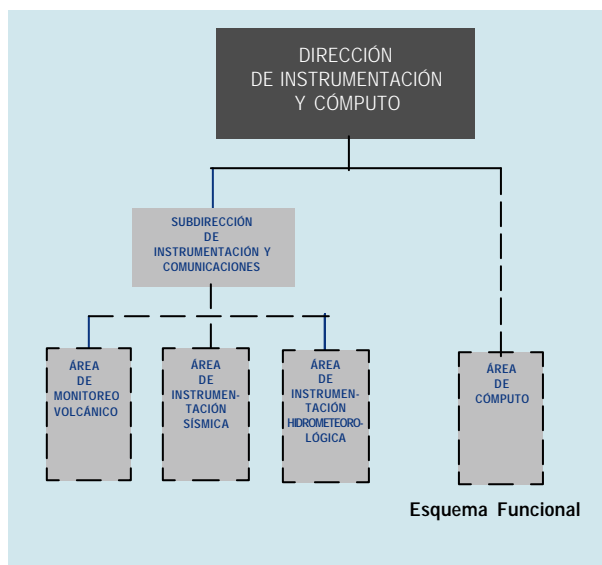 DIRECCIÓN
DE INSTRUMENTACIÓN
Y CÓMPUTO
SUBDIRECCIÓN
DE
INSTRUMENTACIÓN Y
COMUNICACIONES
ÁREA
DE
MONITOREO
VOLCÁNICO
ÁREA
DE
INSTRUMEN-
TACIÓN
SÍSMICA
ÁREA
DE
INSTRUMEN-
TACIÓN
HIDROMETEORO-
LÓGICA
ÁREA
DE
CÓMPUTO
Esquema Funcional